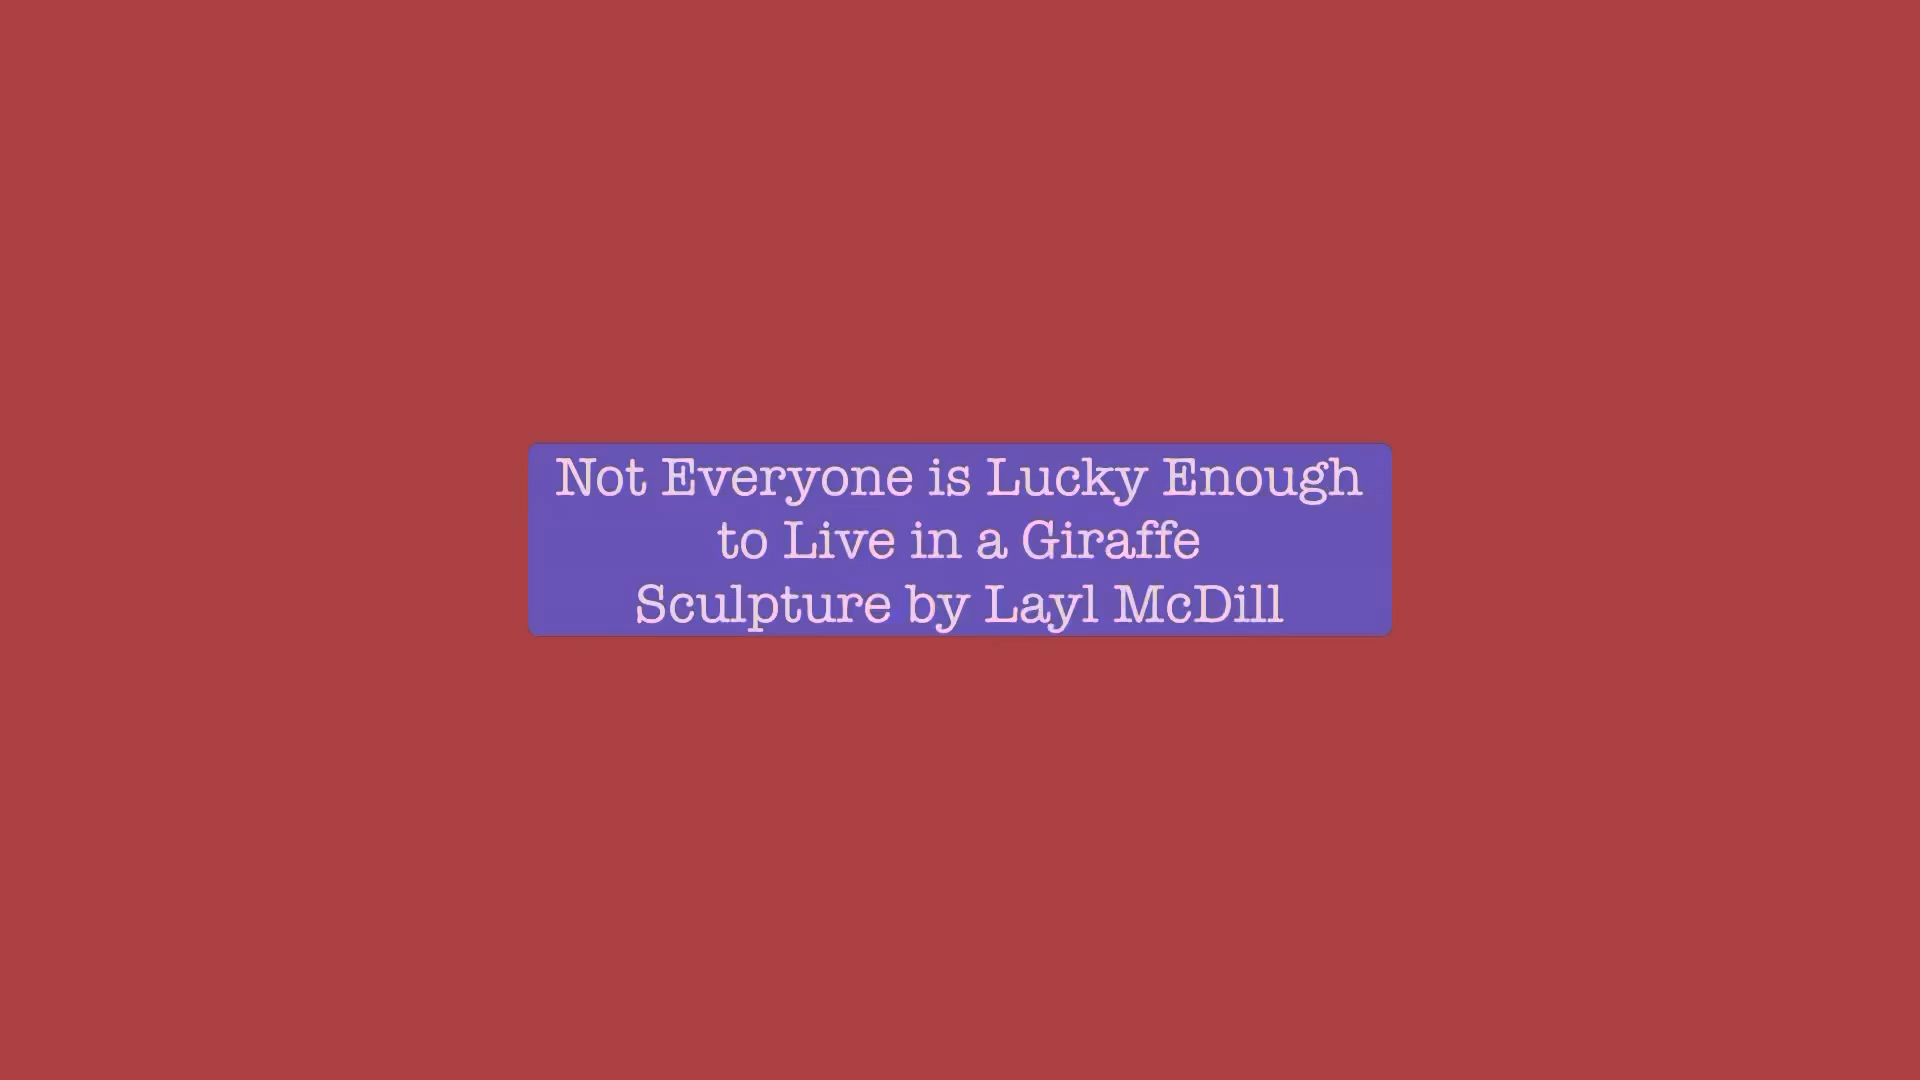 Not Everyone is Lucky Enough
to Live in a Giraffe
Sculpture by Layl McDill